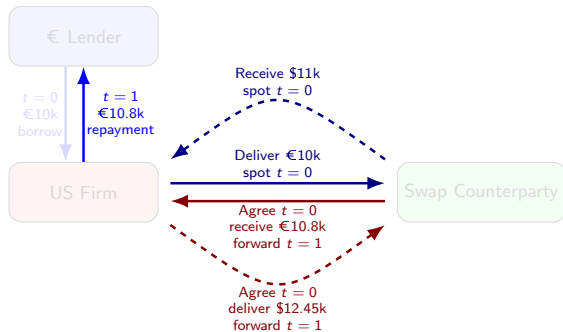 € Lender
t = 0
€10k
borrow
t = 1
€10.8k
repayment
Receive $11k
spot t = 0
Deliver €10k
spot t = 0
US Firm
Swap Counterparty
Agree t = 0
receive €10.8k
forward t = 1
Agree t = 0
deliver $12.45k
forward t = 1